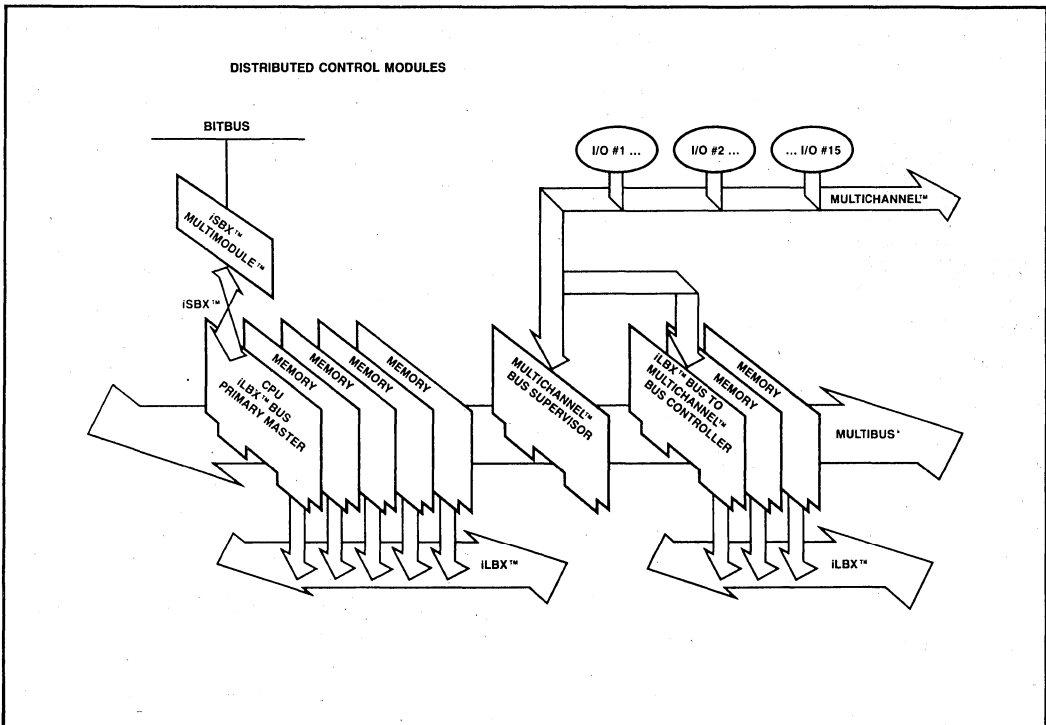 DISTRIBUTED CONTROL MODULES
BITBUS
I/O #1 ...
I/O #2 ...
... I/O #15
MULTICHANNEL™
iSBX™
MULTIMODULE™
iSBX™
CPU
iLBX™ BUS
PRIMARY MASTER
MEMORY
MEMORY
MEMORY
MEMORY
MULTICHANNEL™
BUS SUPERVISOR
iLBX™ BUS TO
MULTICHANNEL™
BUS CONTROLLER
MEMORY
MEMORY
MULTIBUS*
iLBX™
iLBX™